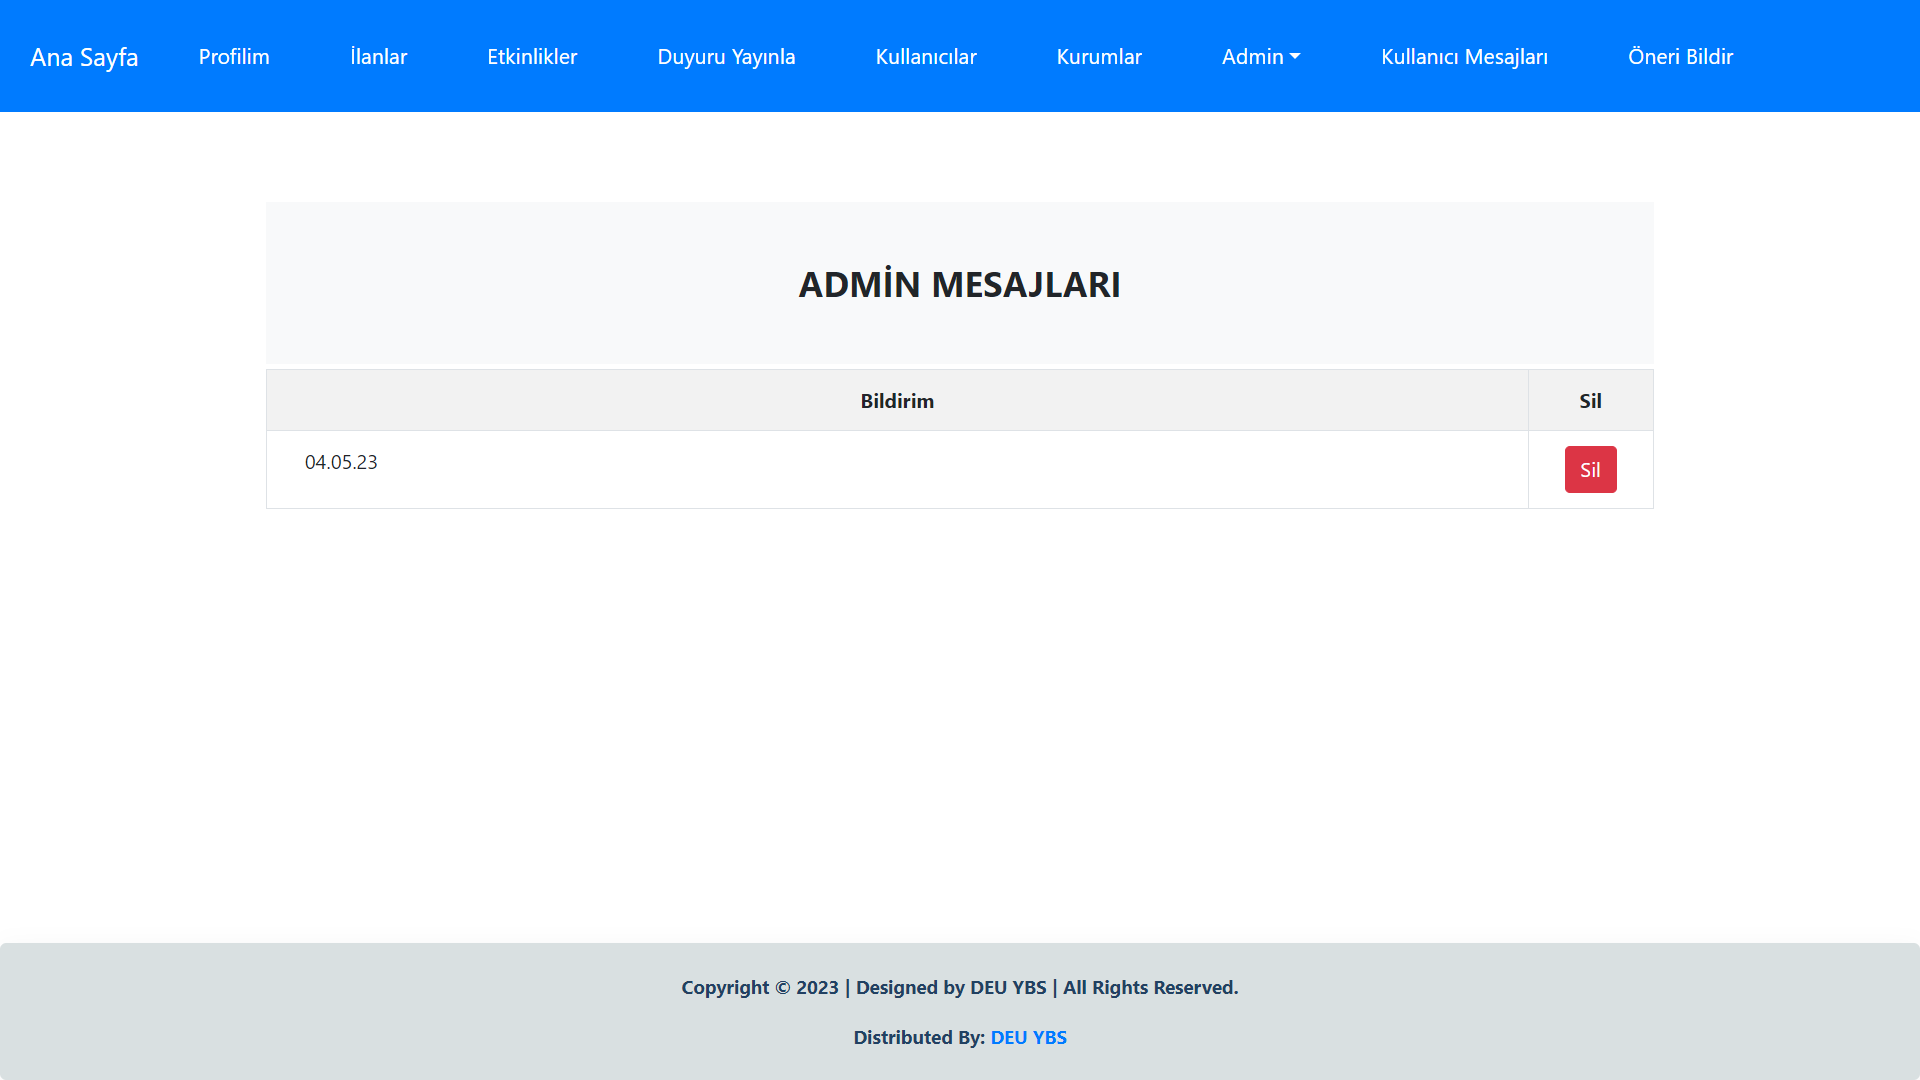 Ana Sayfa Profilim İlanlar Etkinlikler Duyuru Yayınla Kullanıcılar Kurumlar Admin Kullanıcı Mesajları Öneri Bildir
ADMİN MESAJLARI
Bildirim Sil
04.05.23 Sil
Copyright © 2023 | Designed by DEU YBS | All Rights Reserved.
Distributed By: DEU YBS